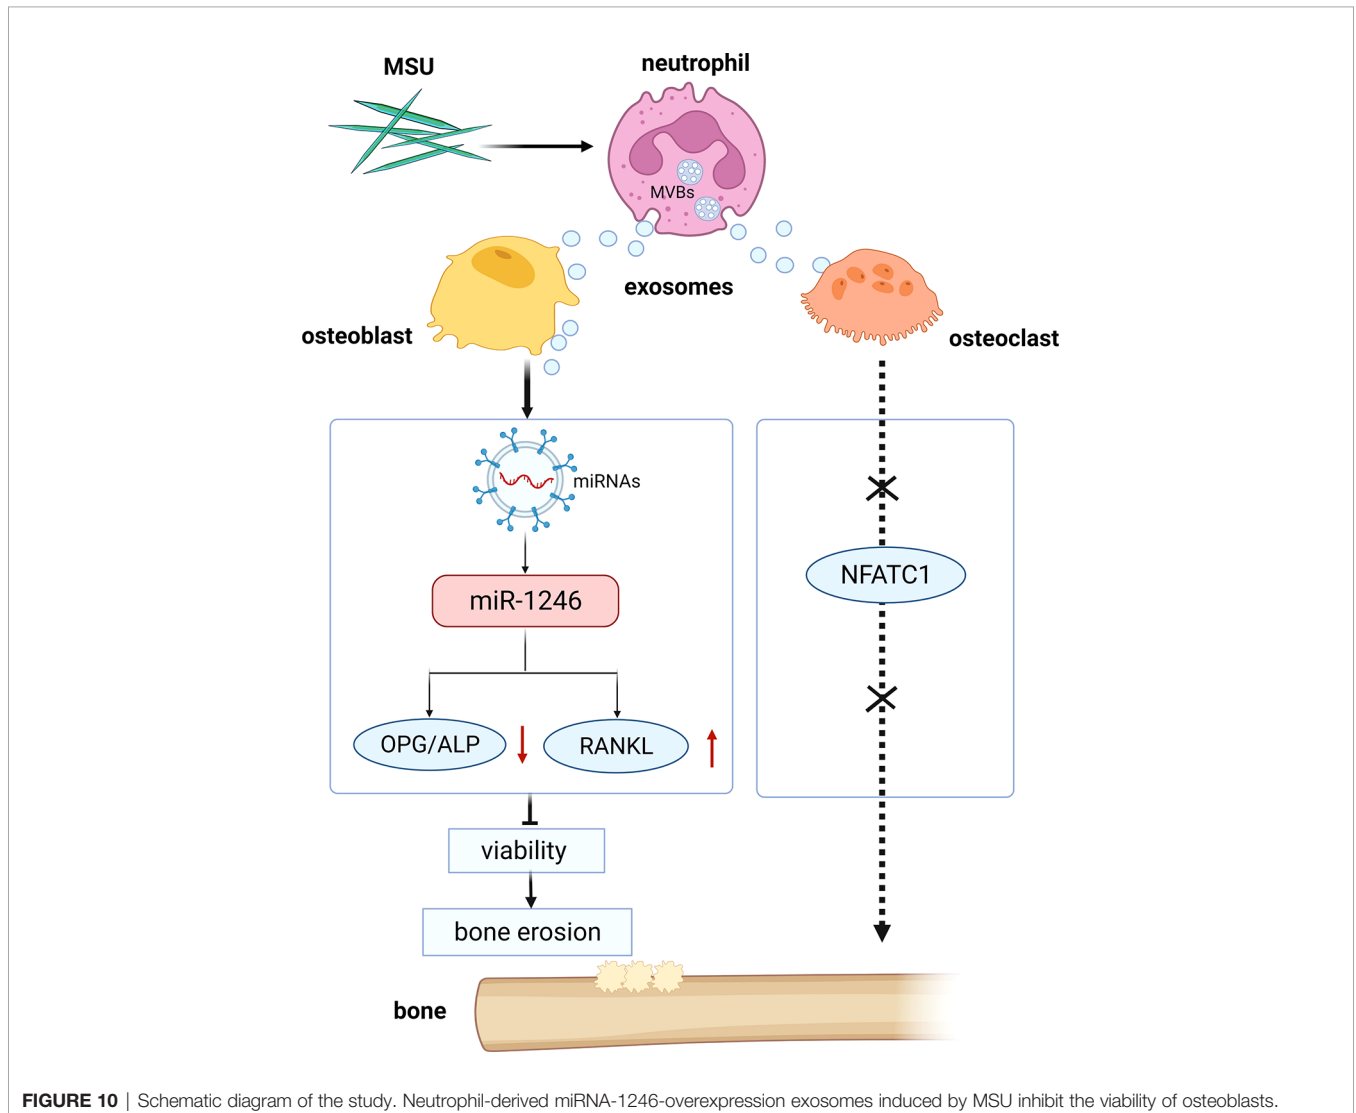 MSU
neutrophil
MVBs
exosomes
osteoblast
osteoclast
miRNAs
miR-1246
NFATC1
OPG/ALP
RANKL
viability
bone erosion
bone
FIGURE 10 | Schematic diagram of the study. Neutrophil-derived miRNA-1246-overexpression exosomes induced by MSU inhibit the viability of osteoblasts.